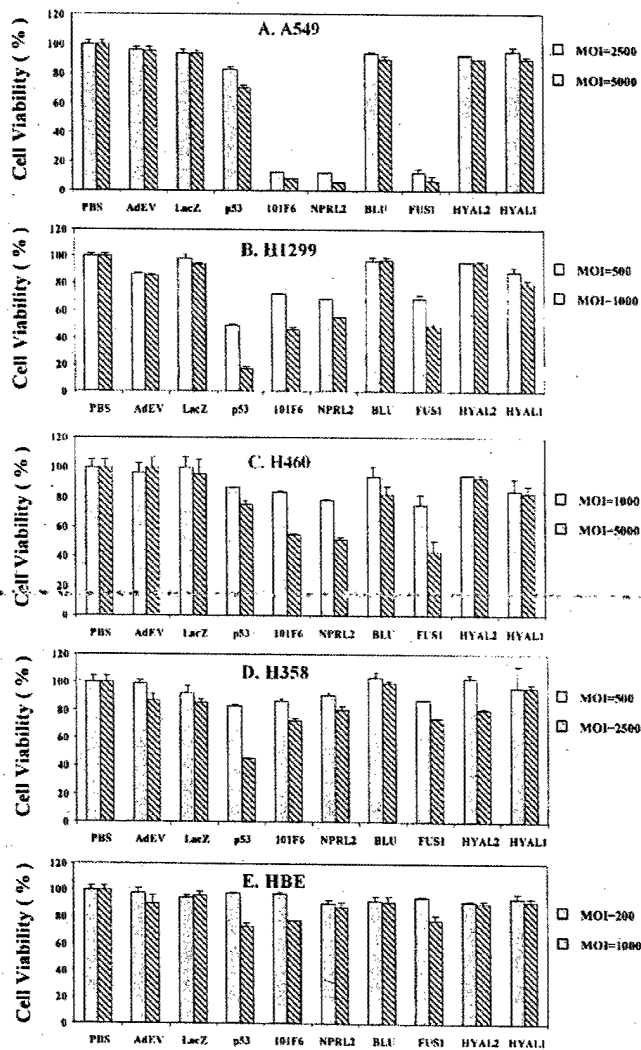 A. A549
Cell Viability ( % )
120
100
80
60
40
20
0
PBS AdEV LacZ p53 101F6 NPRL2 BLU FUS1 HYAL2 HYAL1
MOI=2500
MOI=5000
B. H1299
Cell Viability ( % )
120
100
80
60
40
20
0
PBS AdEV LacZ p53 101F6 NPRL2 BLU FUS1 HYAL2 HYAL1
MOI=500
MOI=1000
C. H460
Cell Viability ( % )
120
100
80
60
40
20
0
PBS AdEV LacZ p53 101F6 NPRL2 BLU FUS1 HYAL2 HYAL1
MOI=1000
MOI=5000
D. H358
Cell Viability ( % )
120
100
80
60
40
20
0
PBS AdEV LacZ p53 101F6 NPRL2 BLU FUS1 HYAL2 HYAL1
MOI=500
MOI=2500
E. HBE
Cell Viability ( % )
120
100
80
60
40
20
0
PBS AdEV LacZ p53 101F6 NPRL2 BLU FUS1 HYAL2 HYAL1
MOI=200
MOI=1000